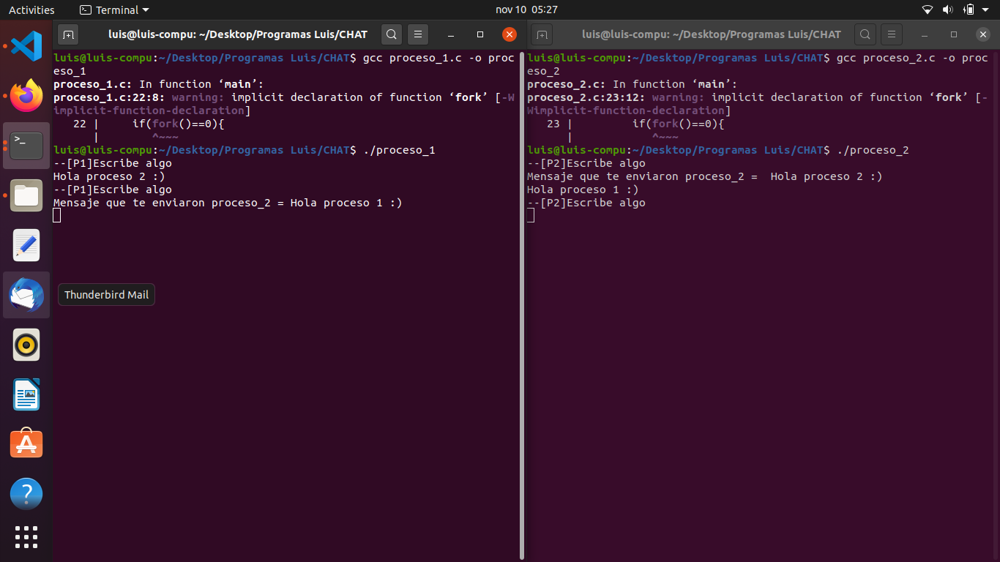 Activities
Terminal
nov 10 05:27
luis@luis-compu: ~/Desktop/Programas Luis/CHAT
luis@luis-compu:~/Desktop/Programas Luis/CHAT$ gcc proceso_1.c -o proc
eso_1
proceso_1.c: In function ‘main’:
proceso_1.c:22:8: warning: implicit declaration of function ‘fork’ [-W
implicit-function-declaration]
22 |     if(fork()==0){
|        ^~~~
luis@luis-compu:~/Desktop/Programas Luis/CHAT$ ./proceso_1
--[P1]Escribe algo
Hola proceso 2 :)
--[P1]Escribe algo
Mensaje que te enviaron proceso_2 = Hola proceso 1 :)
luis@luis-compu: ~/Desktop/Programas Luis/CHAT
luis@luis-compu:~/Desktop/Programas Luis/CHAT$ gcc proceso_2.c -o proc
eso_2
proceso_2.c: In function ‘main’:
proceso_2.c:23:12: warning: implicit declaration of function ‘fork’ [-
Wimplicit-function-declaration]
23 |         if(fork()==0){
|            ^~~~
luis@luis-compu:~/Desktop/Programas Luis/CHAT$ ./proceso_2
--[P2]Escribe algo
Mensaje que te enviaron proceso_2 =  Hola proceso 2 :)
Hola proceso 1 :)
--[P2]Escribe algo
Thunderbird Mail